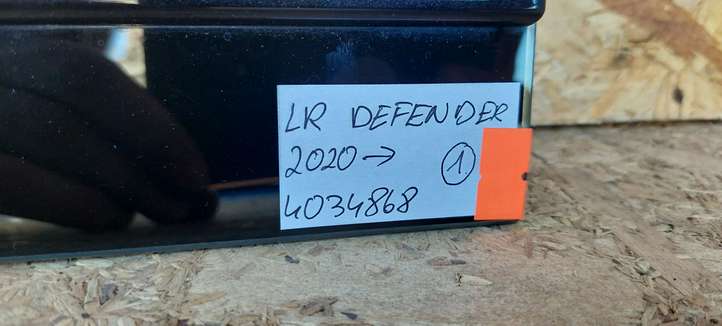 LR DEFENDER
2020→ ①
4034868